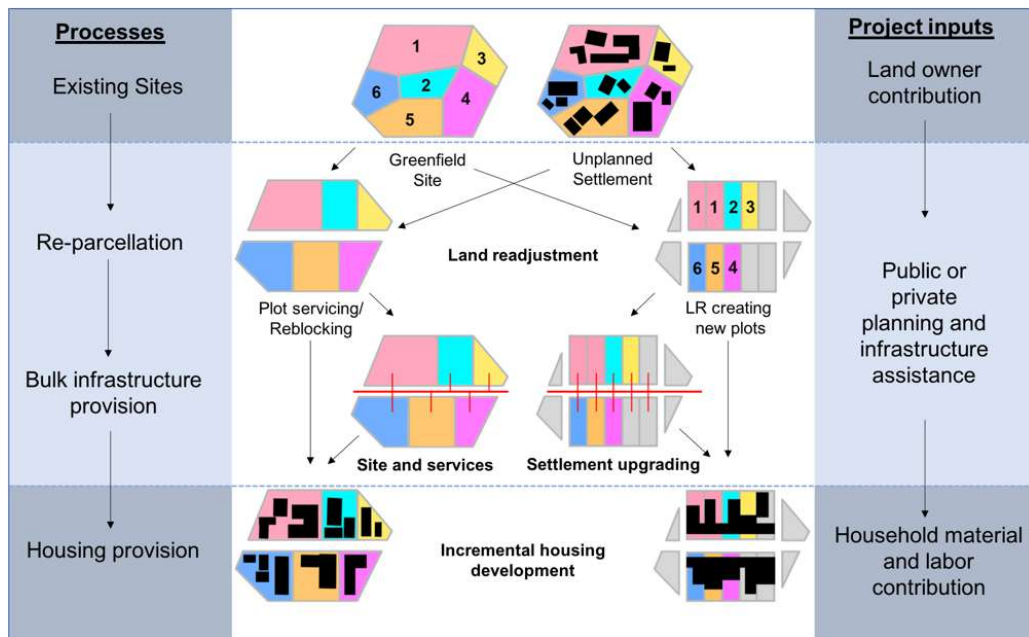 Processes
Existing Sites
Re-parcellation
Bulk infrastructure
provision
Housing provision
1
2
3
4
5
6
Greenfield
Site
Unplanned
Settlement
1 1 2 3
6 5 4
Land readjustment
Plot servicing/
Reblocking
LR creating
new plots
Site and services
Settlement upgrading
Incremental housing
development
Project inputs
Land owner
contribution
Public or
private
planning and
infrastructure
assistance
Household material
and labor
contribution